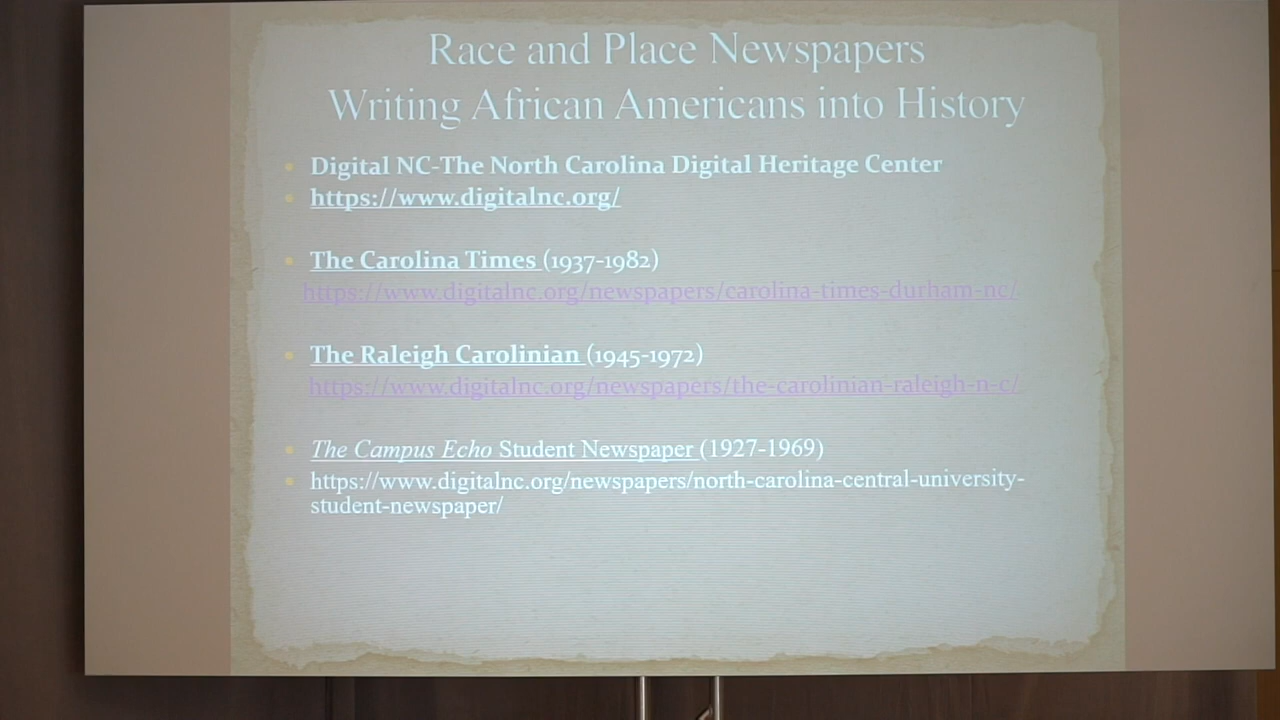 Race and Place Newspapers
Writing African Americans into History
Digital NC-The North Carolina Digital Heritage Center
https://www.digitalnc.org/
The Carolina Times (1937-1982)
https://www.digitalnc.org/newspapers/carolina-times-durham-nc/
The Raleigh Carolinian (1945-1972)
https://www.digitalnc.org/newspapers/the-carolinian-raleigh-n-c/
The Campus Echo Student Newspaper (1927-1969)
https://www.digitalnc.org/newspapers/north-carolina-central-university-
student-newspaper/